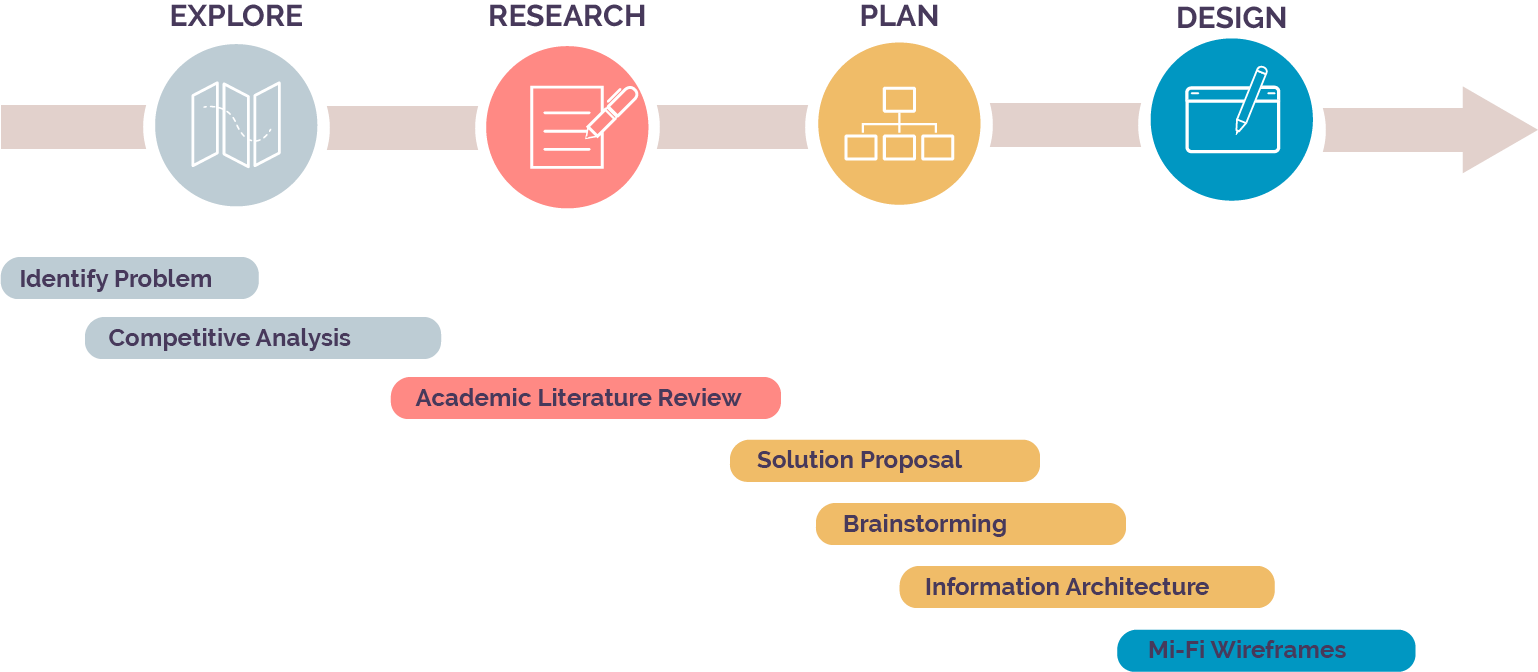 EXPLORE
RESEARCH
PLAN
DESIGN
Identify Problem
Competitive Analysis
Academic Literature Review
Solution Proposal
Brainstorming
Information Architecture
Mi-Fi Wireframes